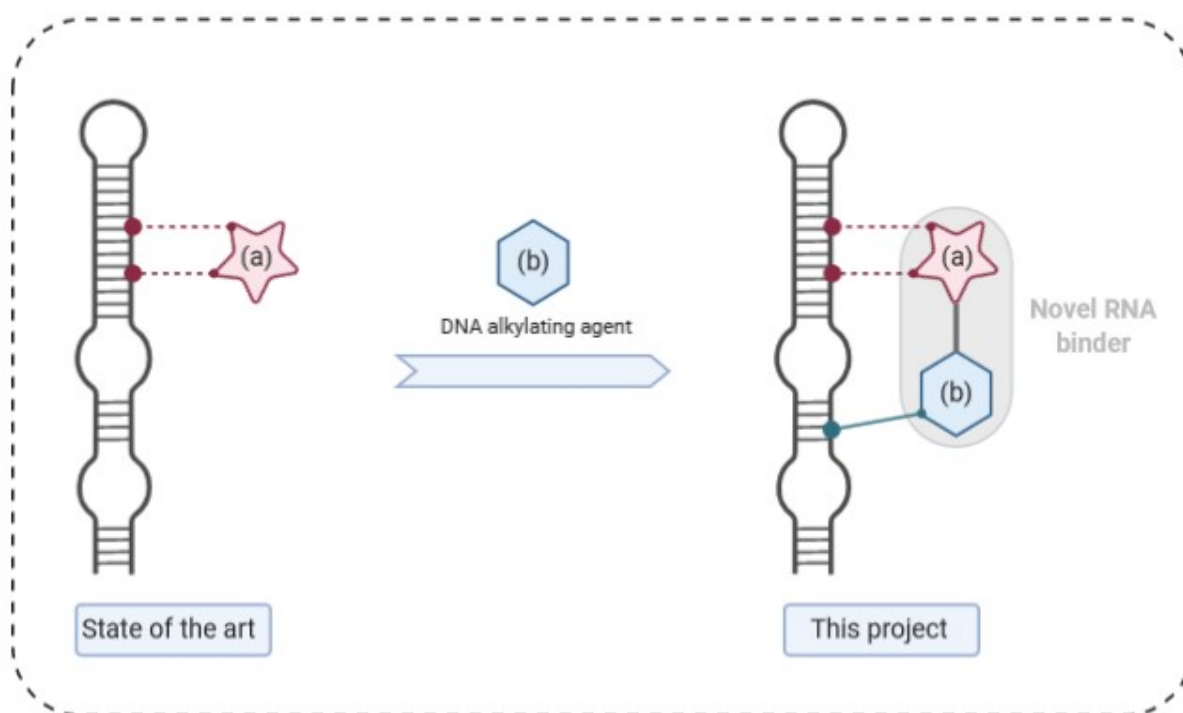 (a)
(b)
DNA alkylating agent
(a)
Novel RNA
binder
(b)
State of the art
This project